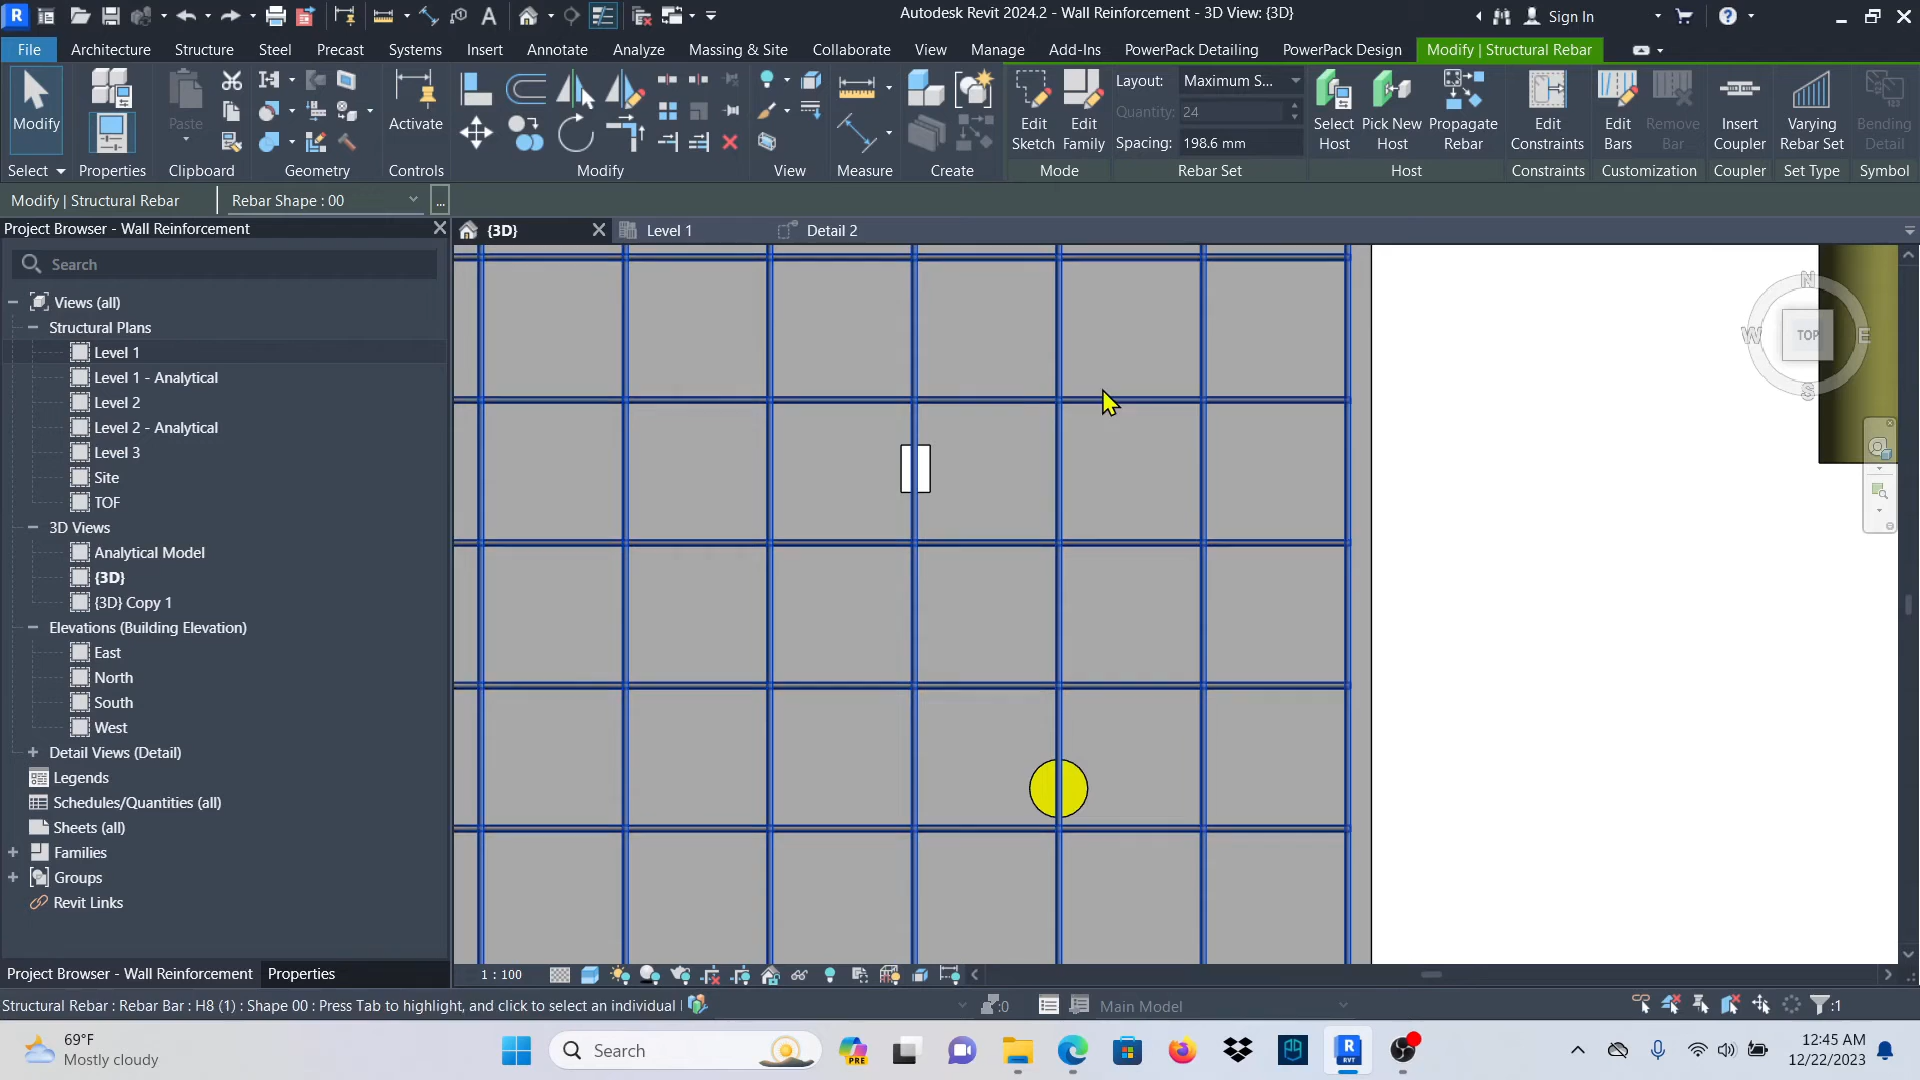 Autodesk Revit 2024.2 - Wall Reinforcement - 3D View: {3D}
Sign In
File Architecture Structure Steel Precast Systems Insert Annotate Analyze Massing & Site Collaborate View Manage Add-Ins PowerPack Detailing PowerPack Design Modify | Structural Rebar
Modify
Paste
Activate
Edit Sketch
Edit Family
Layout: Maximum S...
Quantity: 24
Spacing: 198.6 mm
Select Host
Pick New Host
Propagate Rebar
Edit Constraints
Edit Bars
Remove Bar
Insert Coupler
Varying Rebar Set
Bending Detail
Select Properties Clipboard Geometry Controls Modify View Measure Create Mode Rebar Set Host Constraints Customization Coupler Set Type Symbol
Modify | Structural Rebar
Rebar Shape : 00
...
Project Browser - Wall Reinforcement
{3D}
Level 1
Detail 2
Search
Views (all)
Structural Plans
Level 1
Level 1 - Analytical
Level 2
Level 2 - Analytical
Level 3
Site
TOF
3D Views
Analytical Model
{3D}
{3D} Copy 1
Elevations (Building Elevation)
East
North
South
West
Detail Views (Detail)
Legends
Schedules/Quantities (all)
Sheets (all)
Families
Groups
Revit Links
N
W
TOP
E
S
Project Browser - Wall Reinforcement
Properties
1 : 100
Structural Rebar : Rebar Bar : H8 (1) : Shape 00 : Press Tab to highlight, and click to select an individual
:0
Main Model
:1
69°F
Mostly cloudy
Search
PRE
RVT
12:45 AM
12/22/2023